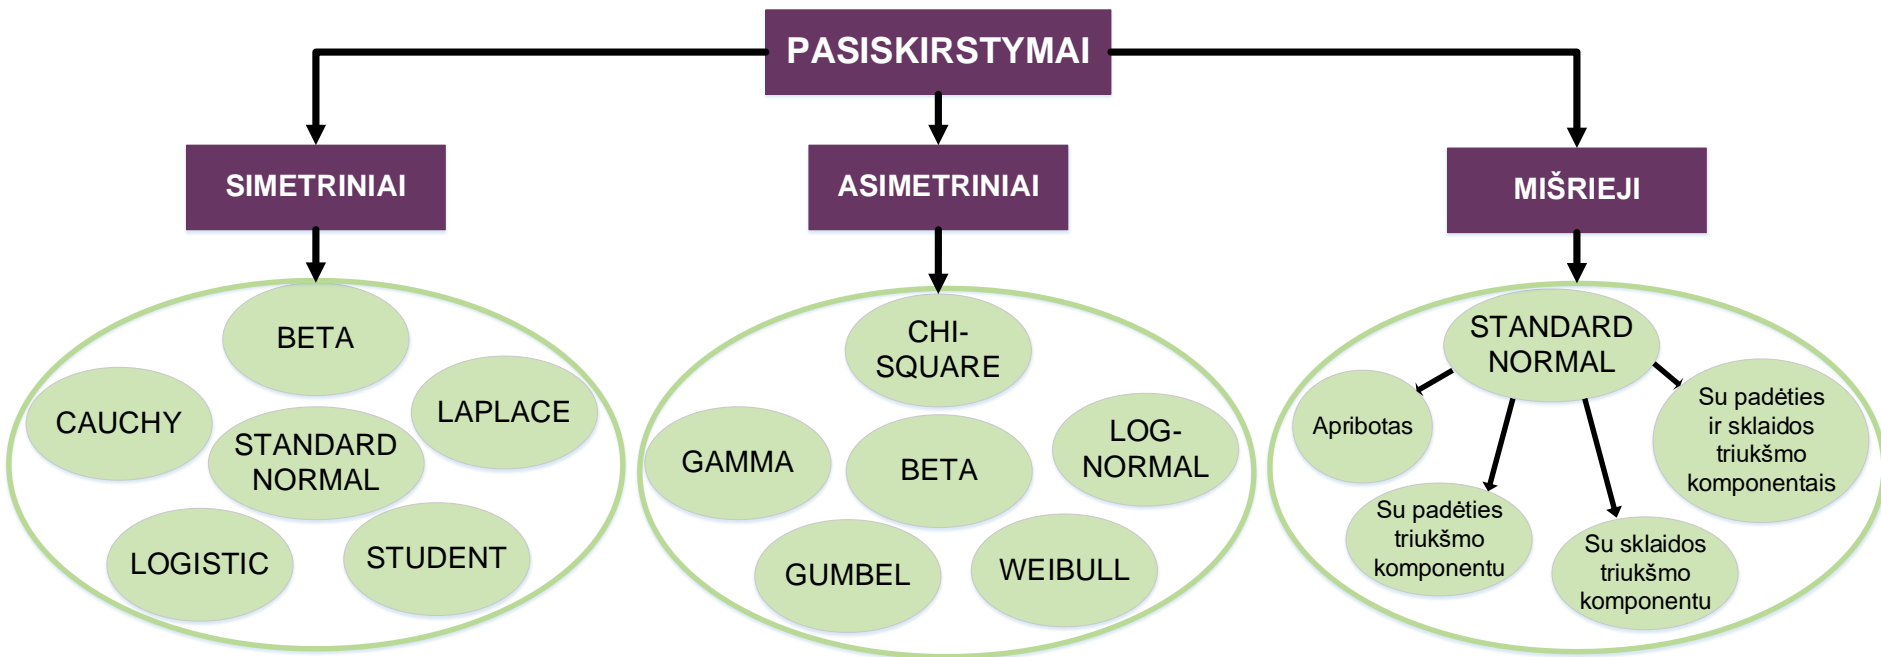 PASISKIRSTYMAI
SIMETRINIAI
ASIMETRINIAI
MIŠRIEJI
BETA
CAUCHY
LAPLACE
STANDARD
NORMAL
LOGISTIC
STUDENT
CHI-
SQUARE
GAMMA
BETA
LOG-
NORMAL
GUMBEL
WEIBULL
STANDARD
NORMAL
Apribotas
Su padėties
triukšmo
komponentu
Su sklaidos
triukšmo
komponentu
Su padėties
ir sklaidos
triukšmo
komponentais